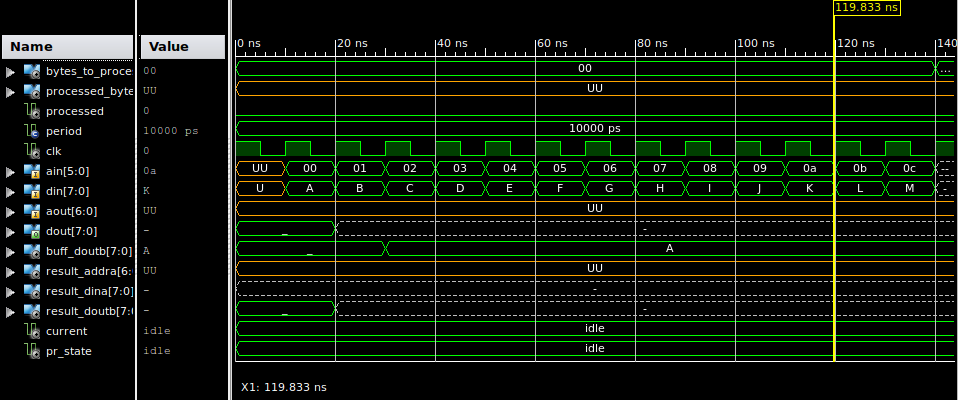 119.833 ns
Name Value 0 ns 20 ns 40 ns 60 ns 80 ns 100 ns 120 ns 140
bytes_to_proce 00 00 ...
processed_byte UU UU
processed 0
period 10000 ps 10000 ps
clk 0
ain[5:0] 0a UU 00 01 02 03 04 05 06 07 08 09 0a 0b 0c --
din[7:0] K U A B C D E F G H I J K L M -
aout[6:0] UU UU
dout[7:0] - _ -
buff_doutb[7:0] A _ A
result_addra[6: UU UU
result_dina[7:0] - -
result_doutb[7: - _ -
current idle idle
pr_state idle idle
X1: 119.833 ns